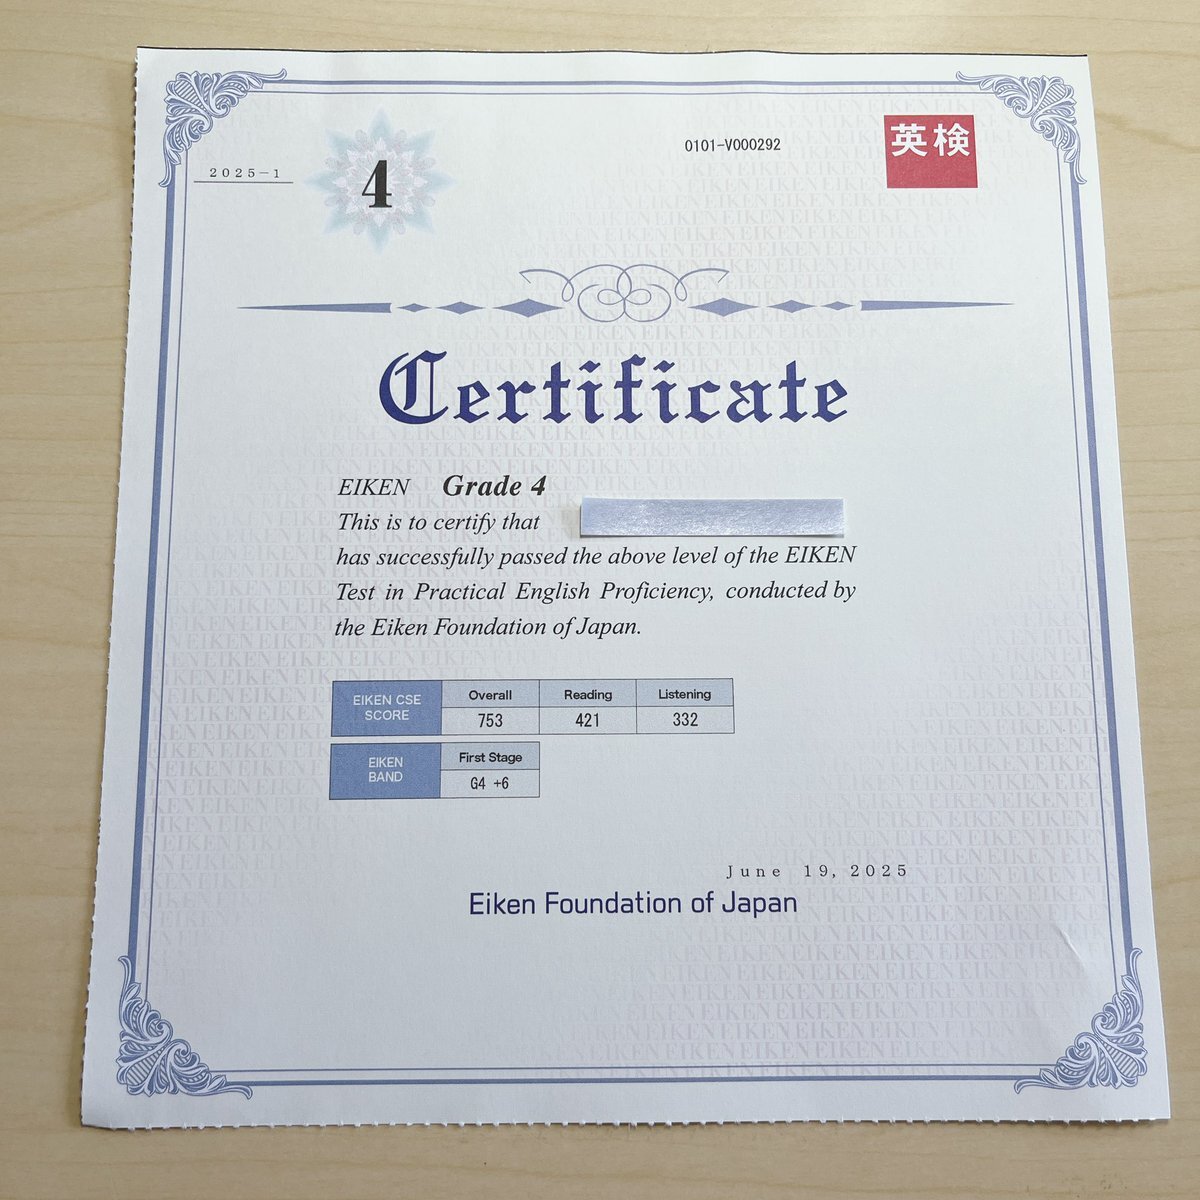 2025-1
4
0101-V000292
英検
Certificate
EIKEN Grade 4
This is to certify that
has successfully passed the above level of the EIKEN
Test in Practical English Proficiency, conducted by
the Eiken Foundation of Japan.
EIKEN CSE SCORE
Overall Reading Listening
753 421 332
EIKEN BAND
First Stage
G4 +6
June 19, 2025
Eiken Foundation of Japan